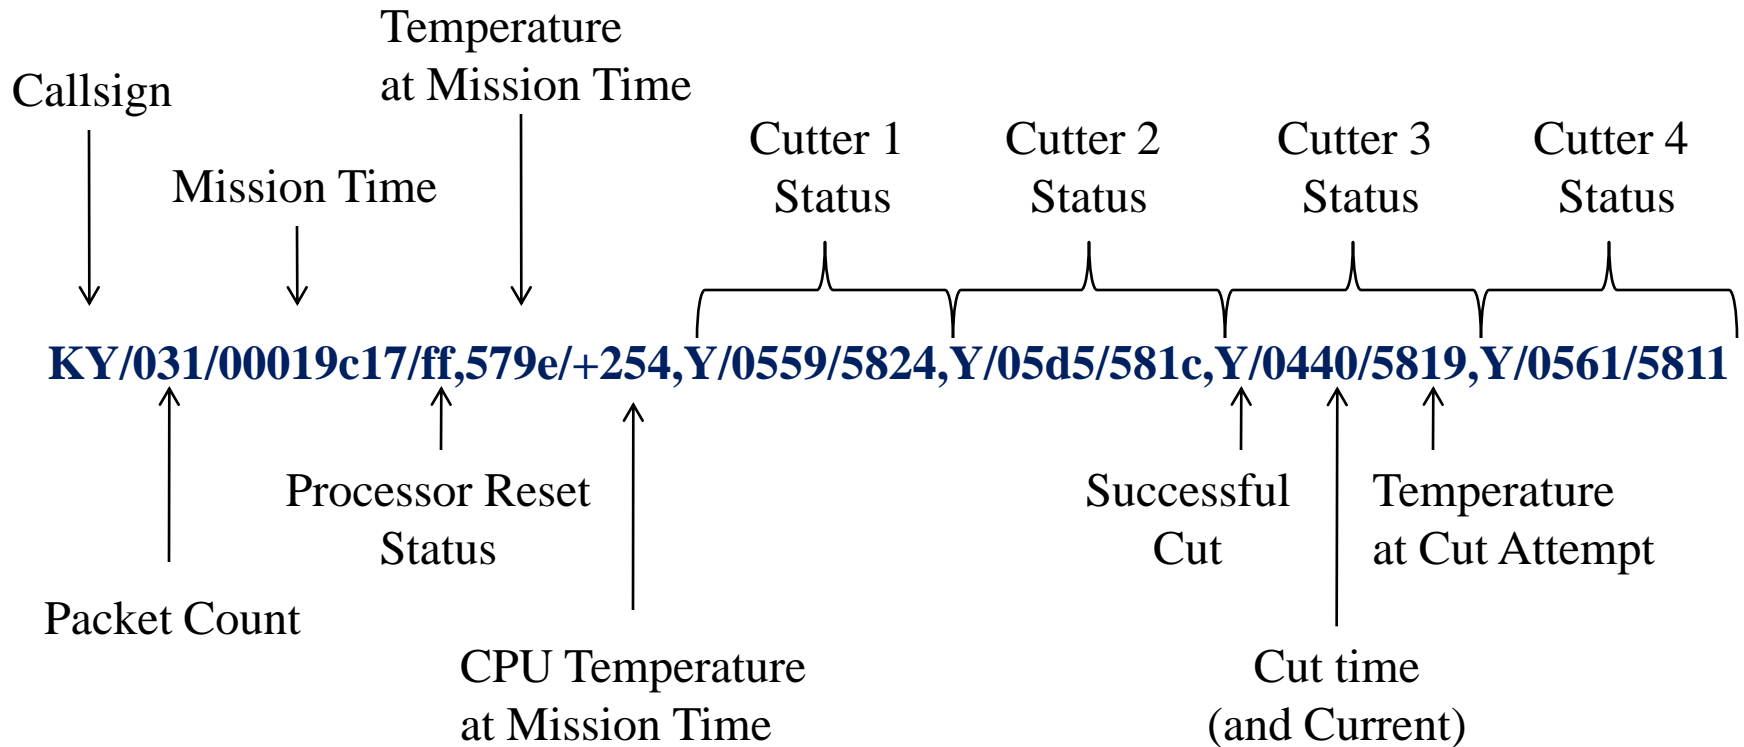 Temperature
at Mission Time
Callsign
Mission Time
Cutter 1
Status
Cutter 2
Status
Cutter 3
Status
Cutter 4
Status
KY/031/00019c17/ff,579e/+254,Y/0559/5824,Y/05d5/581c,Y/0440/5819,Y/0561/5811
Processor Reset
Status
Successful
Cut
Temperature
at Cut Attempt
Packet Count
CPU Temperature
at Mission Time
Cut time
(and Current)